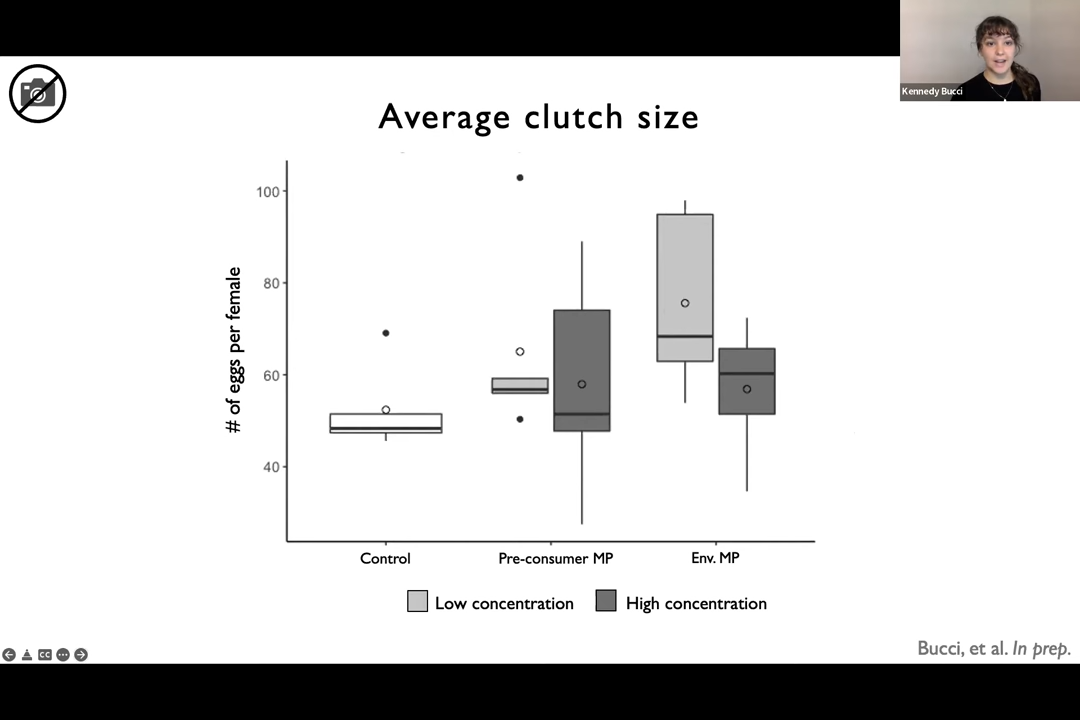 Kennedy Bucci
Average clutch size
# of eggs per female
100
80
60
40
Control
Pre-consumer MP
Env. MP
Low concentration
High concentration
CC
Bucci, et al. In prep.